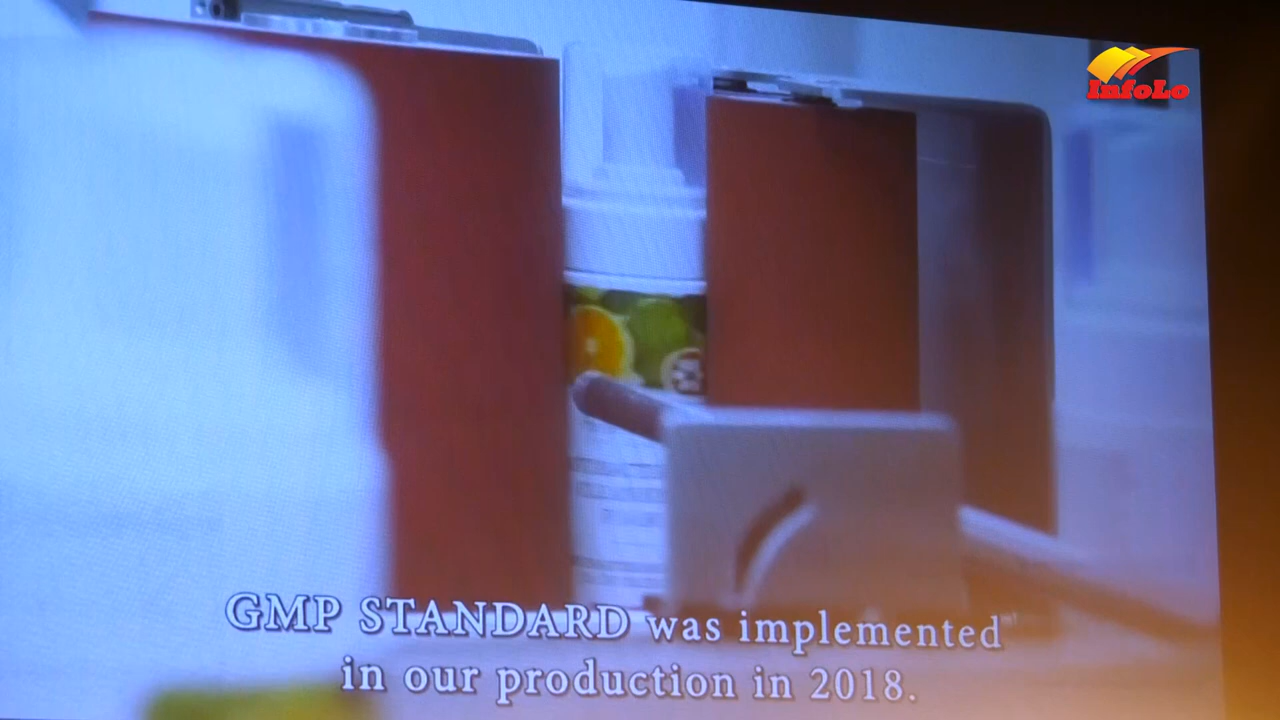 InfoLo
GMP STANDARD was implemented
in our production in 2018.